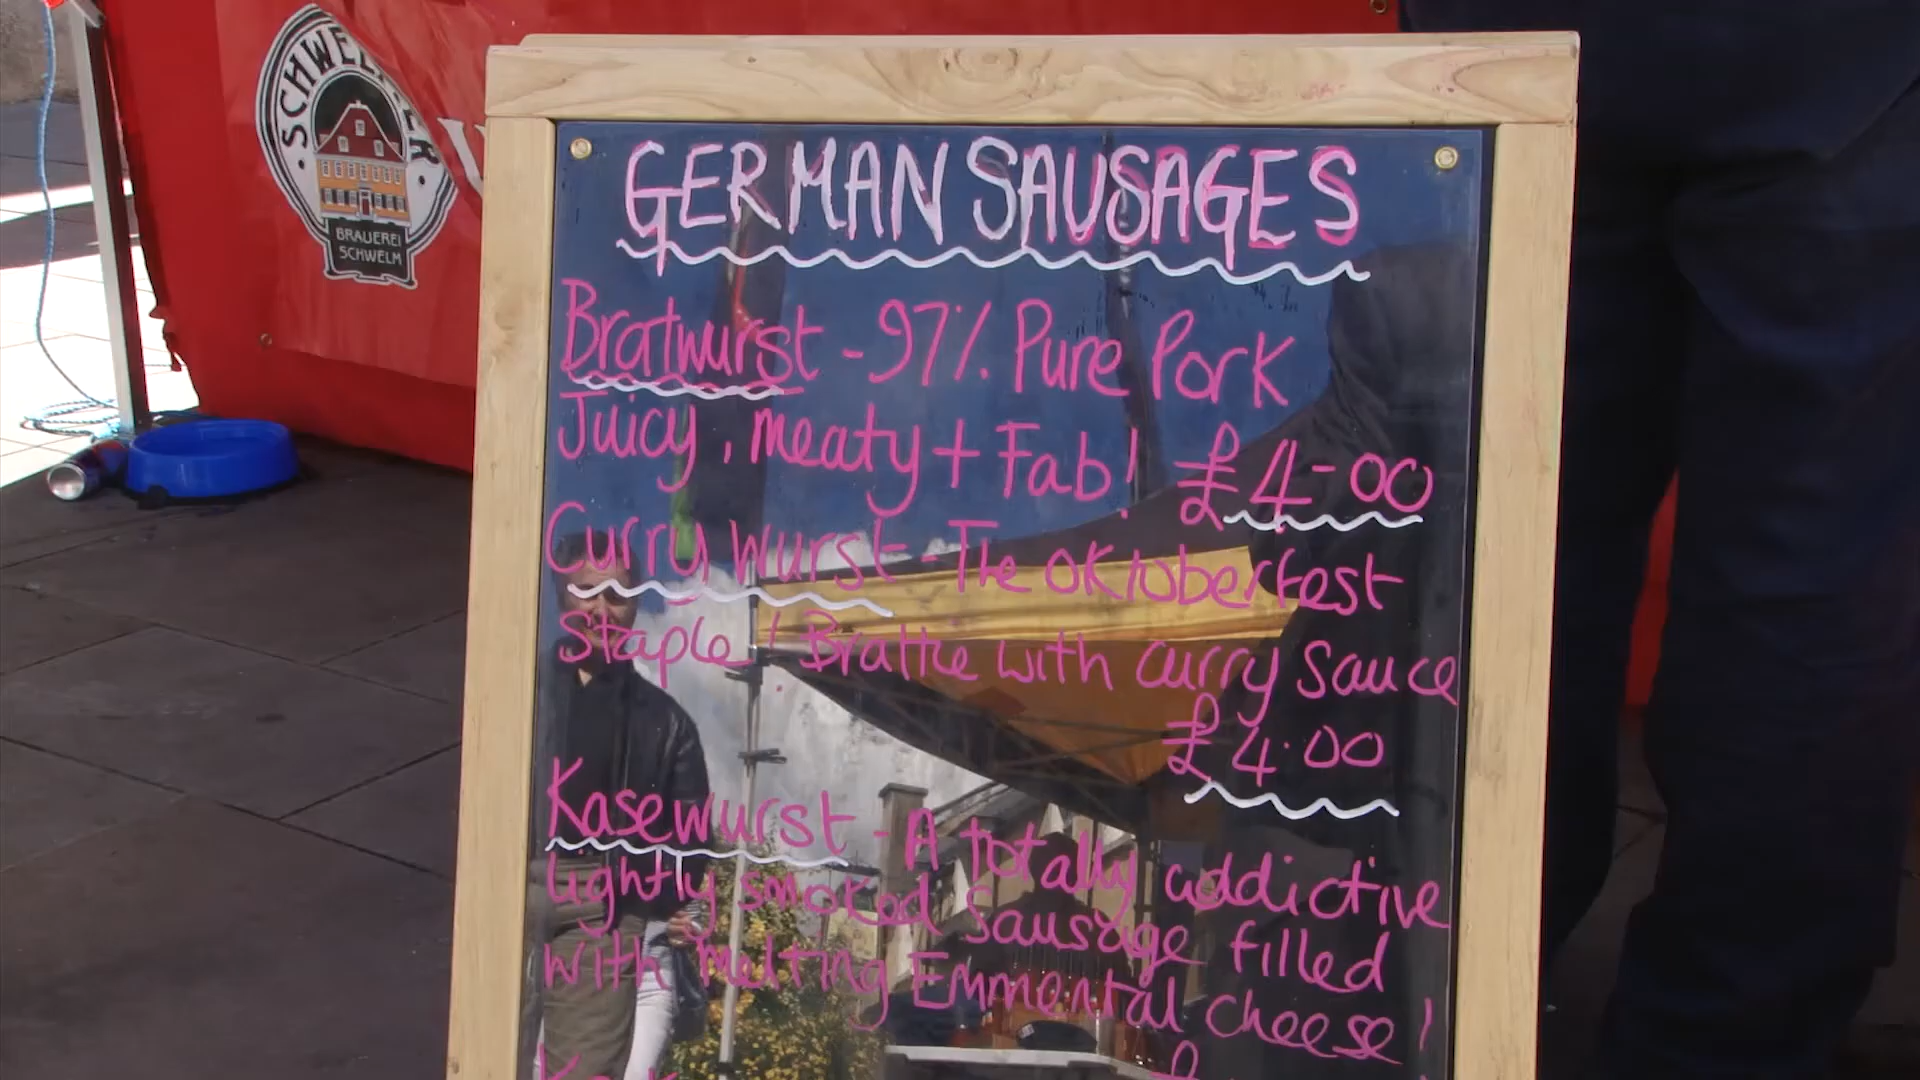 SCHWELMER
BRAUEREI
SCHWELM
GERMAN SAUSAGES
Bratwurst - 97% Pure Pork
Juicy, meaty + Fab! £4-00
Curry Wurst - The Oktoberfest
Staple! Brattie with curry sauce
£4.00
Kasewurst - A totally addictive
lightly smoked sausage filled
with melting Emmental cheese!
£